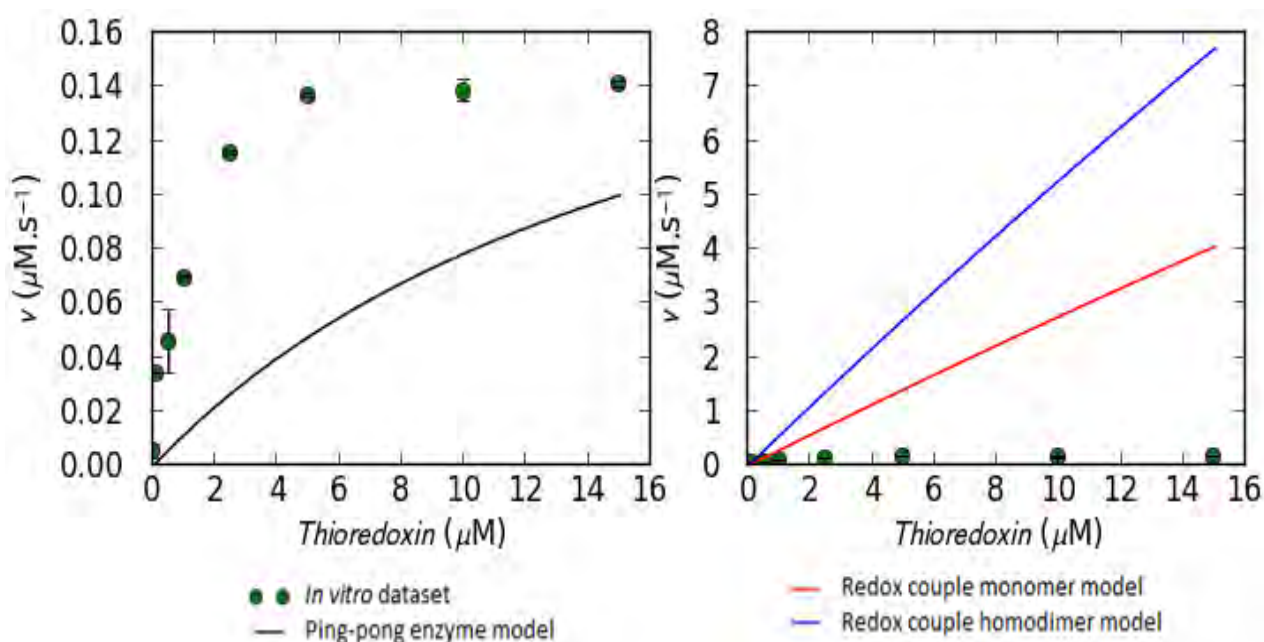 0.16
0.14
0.12
0.10
0.08
0.06
0.04
0.02
0.00
v (μM.s⁻¹)
0 2 4 6 8 10 12 14 16
Thioredoxin (μM)
In vitro dataset
Ping-pong enzyme model
8
7
6
5
4
3
2
1
0
v (μM.s⁻¹)
0 2 4 6 8 10 12 14 16
Thioredoxin (μM)
Redox couple monomer model
Redox couple homodimer model